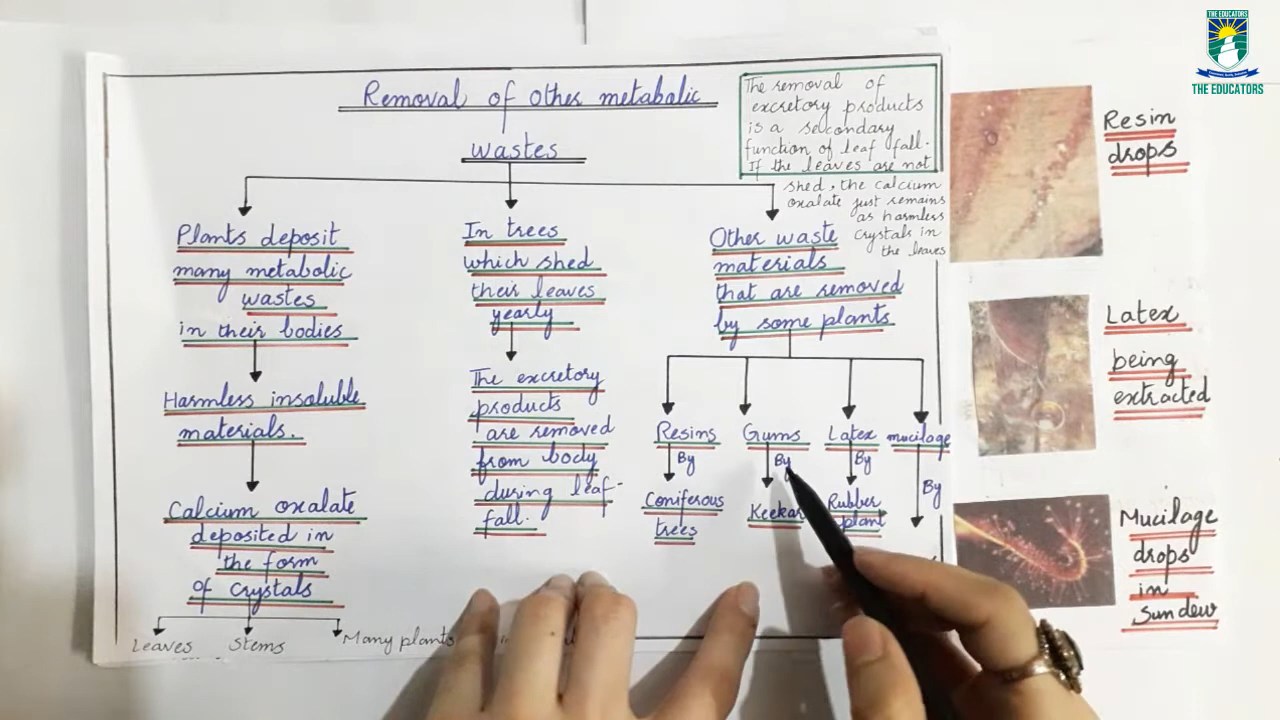 THE EDUCATORS
THE EDUCATORS
Removal of Other metabolic
wastes
The removal of
excretory products
is a secondary
function of leaf fall.
If the leaves are not
shed, the calcium
oxalate just remains
as harmless
crystals in
the leaves
Plants deposit
many metabolic
wastes
in their bodies
Harmless insoluble
materials.
Calcium oxalate
deposited in
the form
of crystals
Leaves
Stems
Many plants
In trees
which shed
their leaves
yearly
The excretory
products
are removed
from body
during leaf-
fall.
Other waste
materials
that are removed
by some plants
Resins
By
Coniferous
trees
Gums
By
Keekar
Latex
By
Rubber
plant
mucilage
By
Resin
drops
Latex
being
extracted
Mucilage
drops
in
Sundew